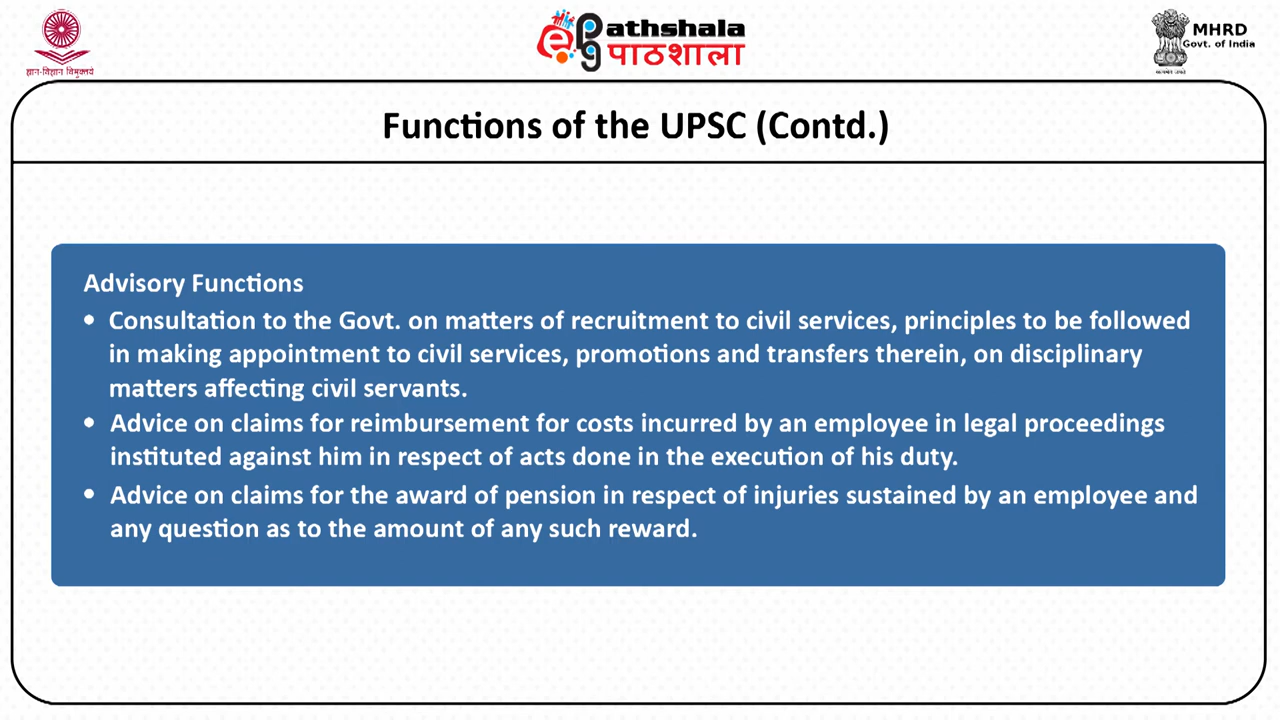 ज्ञान-विज्ञान विमुक्तये
epg Pathshala
पाठशाला
MHRD
Govt. of India
सत्यमेव जयते
Functions of the UPSC (Contd.)
Advisory Functions
• Consultation to the Govt. on matters of recruitment to civil services, principles to be followed
in making appointment to civil services, promotions and transfers therein, on disciplinary
matters affecting civil servants.
• Advice on claims for reimbursement for costs incurred by an employee in legal proceedings
instituted against him in respect of acts done in the execution of his duty.
• Advice on claims for the award of pension in respect of injuries sustained by an employee and
any question as to the amount of any such reward.